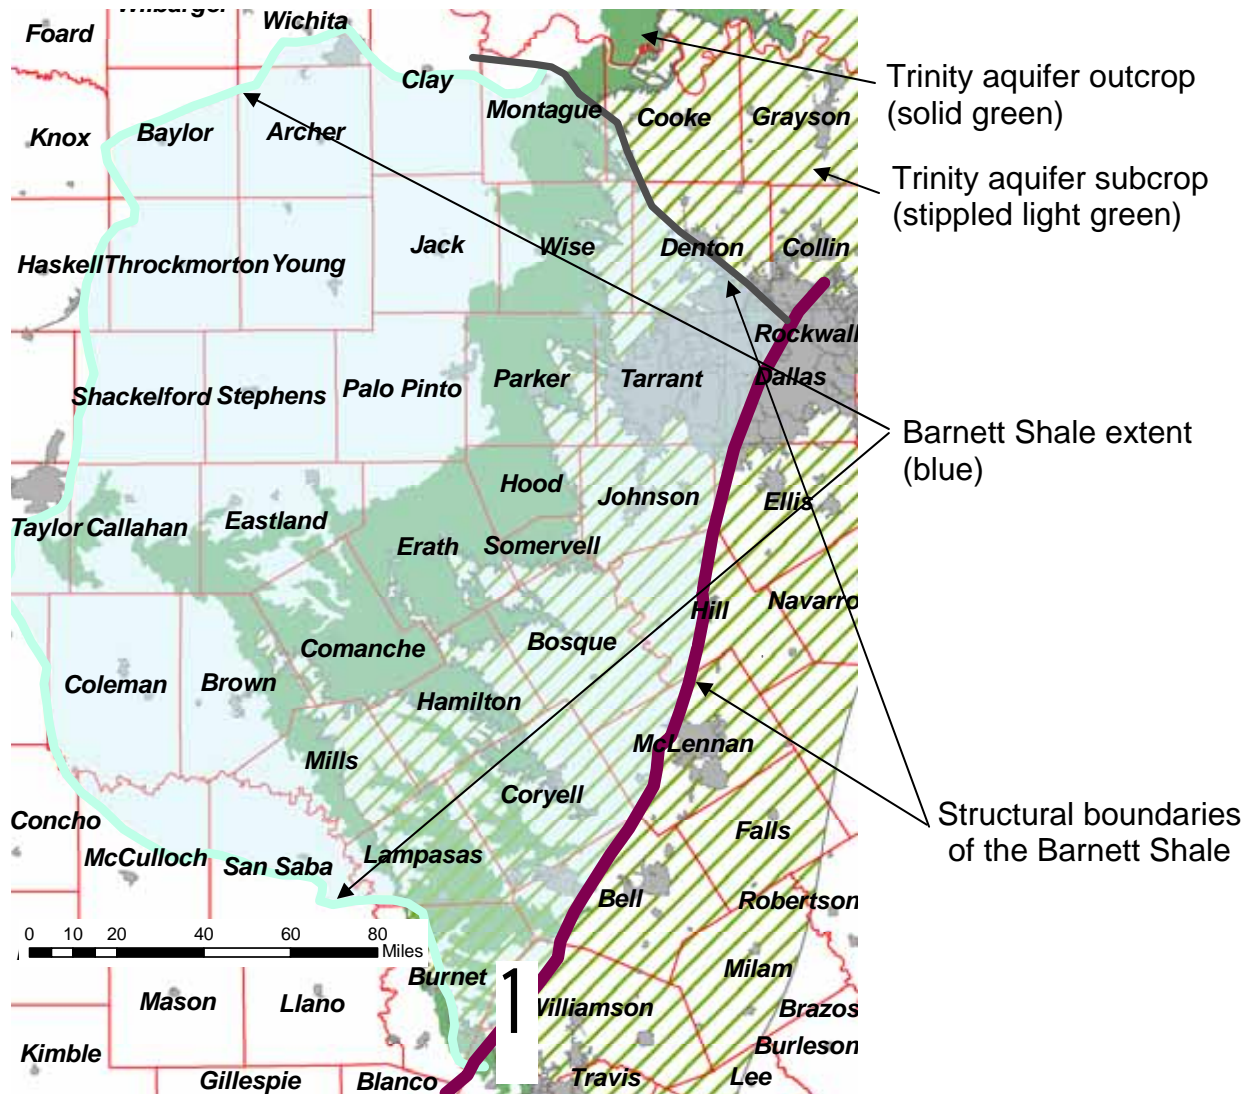 Wilbarger
Wichita
Foard
Clay
Montague
Cooke
Grayson
Knox
Baylor
Archer
Trinity aquifer outcrop
(solid green)
Trinity aquifer subcrop
(stippled light green)
Jack
Wise
Denton
Collin
Haskell
Throckmorton
Young
Rockwall
Shackelford
Stephens
Palo Pinto
Parker
Tarrant
Dallas
Barnett Shale extent
(blue)
Hood
Johnson
Ellis
Taylor
Callahan
Eastland
Erath
Somervell
Navarro
Hill
Comanche
Bosque
Coleman
Brown
Hamilton
McLennan
Mills
Coryell
Structural boundaries
of the Barnett Shale
Concho
McCulloch
San Saba
Lampasas
Falls
Bell
Robertson
0 10 20 40 60 80
Miles
Burnet
Milam
Mason
Llano
1
Williamson
Brazos
Kimble
Burleson
Gillespie
Blanco
Travis
Lee